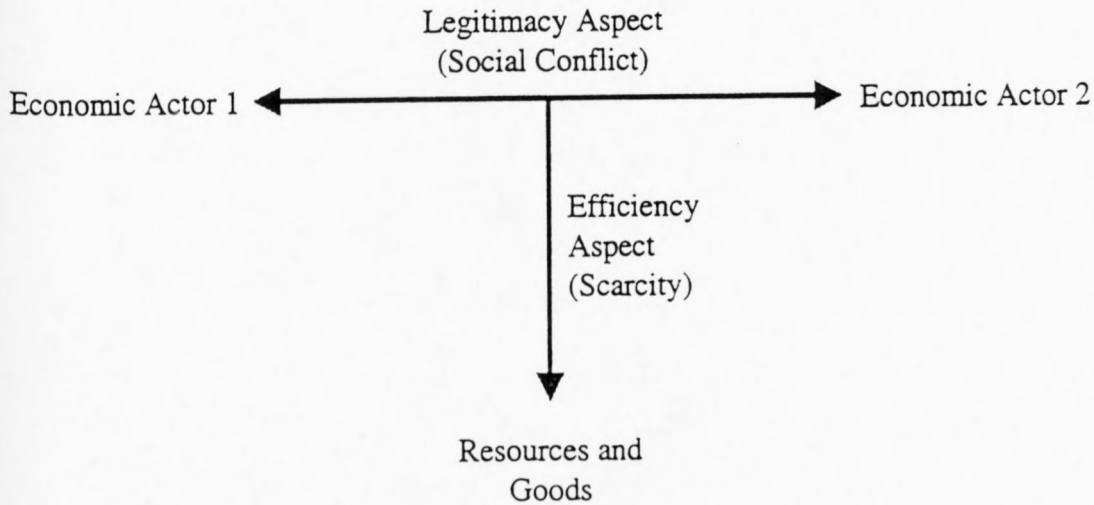 Legitimacy Aspect
(Social Conflict)
Economic Actor 1
Economic Actor 2
Efficiency
Aspect
(Scarcity)
Resources and
Goods